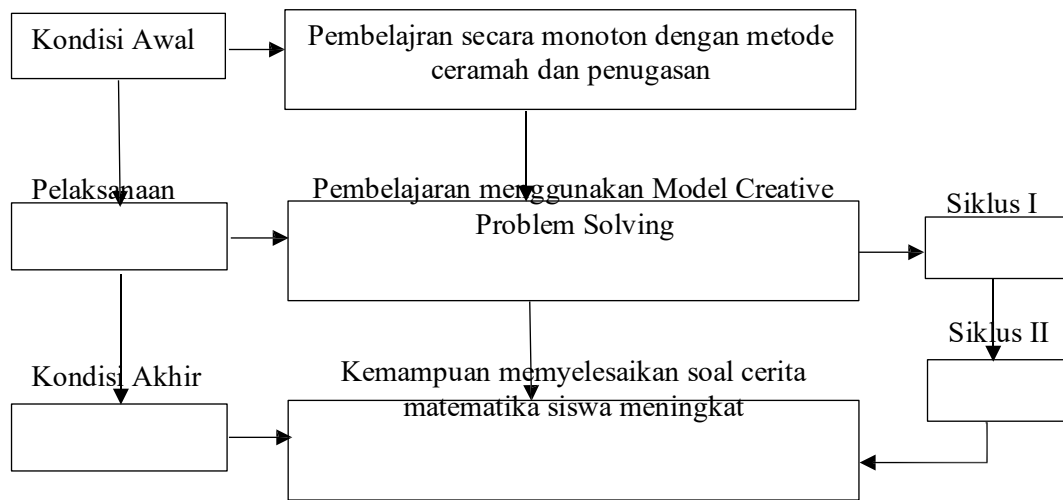 Kondisi Awal
Pembelajran secara monoton dengan metode
ceramah dan penugasan
Pelaksanaan
Pembelajaran menggunakan Model Creative
Problem Solving
Siklus I
Siklus II
Kondisi Akhir
Kemampuan memyelesaikan soal cerita
matematika siswa meningkat